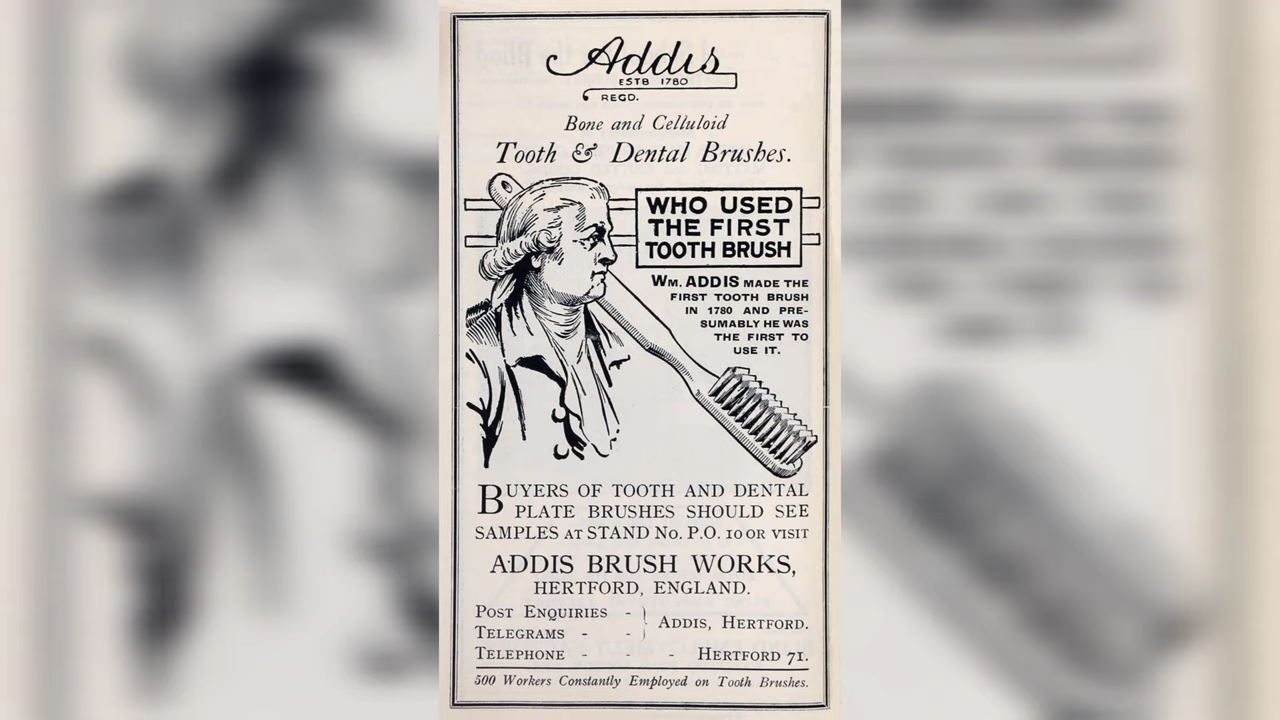 Addis
ESTB 1780
REGD.
Bone and Celluloid
Tooth & Dental Brushes.
WHO USED
THE FIRST
TOOTH BRUSH
WM. ADDIS MADE THE
FIRST TOOTH BRUSH
IN 1780 AND PRE-
SUMABLY HE WAS
THE FIRST TO
USE IT.
BUYERS OF TOOTH AND DENTAL
PLATE BRUSHES SHOULD SEE
SAMPLES AT STAND No. P.O. 10 OR VISIT
ADDIS BRUSH WORKS,
HERTFORD, ENGLAND.
POST ENQUIRIES - } ADDIS, HERTFORD.
TELEGRAMS - -
TELEPHONE - - - HERTFORD 71.
500 Workers Constantly Employed on Tooth Brushes.